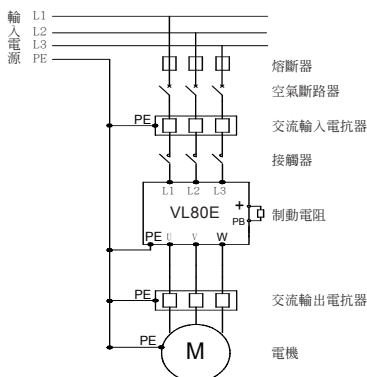 輸入電源
L1
L2
L3
PE
熔斷器
空氣斷路器
PE
交流輸入電抗器
接觸器
L1 L2 L3
VL80E
+
PB
制動電阻
PE U V W
PE
交流輸出電抗器
PE
M
電機